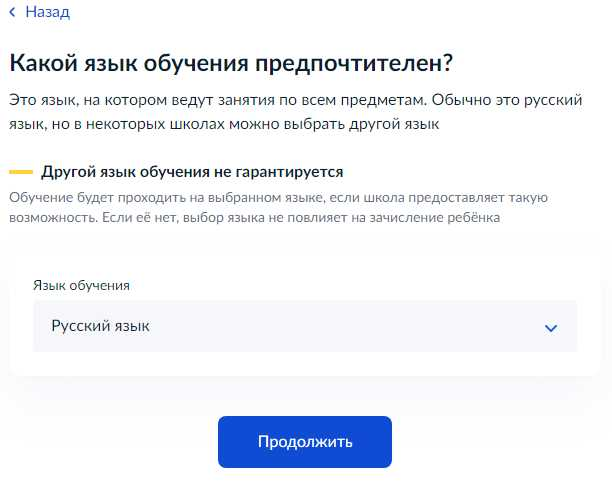 Назад
Какой язык обучения предпочтителен?
Это язык, на котором ведут занятия по всем предметам. Обычно это русский
язык, но в некоторых школах можно выбрать другой язык
Другой язык обучения не гарантируется
Обучение будет проходить на выбранном языке, если школа предоставляет такую
возможность. Если её нет, выбор языка не повлияет на зачисление ребёнка
Язык обучения
Русский язык
Продолжить